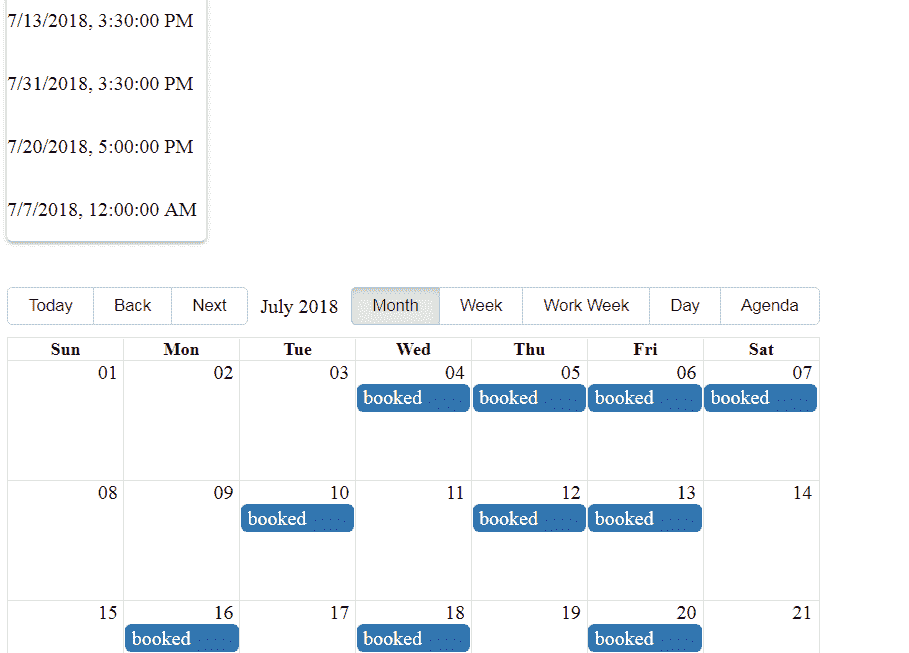 7/13/2018, 3:30:00 PM
7/31/2018, 3:30:00 PM
7/20/2018, 5:00:00 PM
7/7/2018, 12:00:00 AM
Today Back Next July 2018 Month Week Work Week Day Agenda
Sun Mon Tue Wed Thu Fri Sat
01 02 03 04 05 06 07
booked booked booked booked
08 09 10 11 12 13 14
booked booked booked
15 16 17 18 19 20 21
booked booked booked